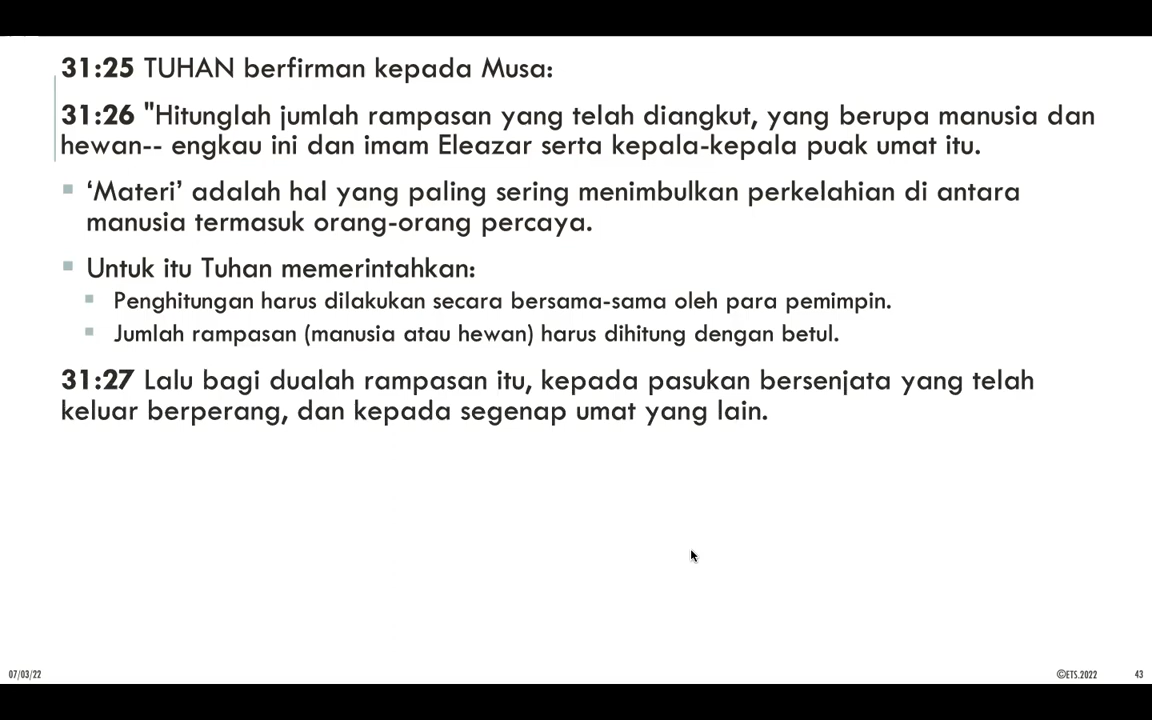 31:25 TUHAN berfirman kepada Musa:
31:26 "Hitunglah jumlah rampasan yang telah diangkut, yang berupa manusia dan
hewan-- engkau ini dan imam Eleazar serta kepala-kepala puak umat itu.
‘Materi’ adalah hal yang paling sering menimbulkan perkelahian di antara
manusia termasuk orang-orang percaya.
Untuk itu Tuhan memerintahkan:
Penghitungan harus dilakukan secara bersama-sama oleh para pemimpin.
Jumlah rampasan (manusia atau hewan) harus dihitung dengan betul.
31:27 Lalu bagi dualah rampasan itu, kepada pasukan bersenjata yang telah
keluar berperang, dan kepada segenap umat yang lain.
07/03/22
©ETS.2022
43